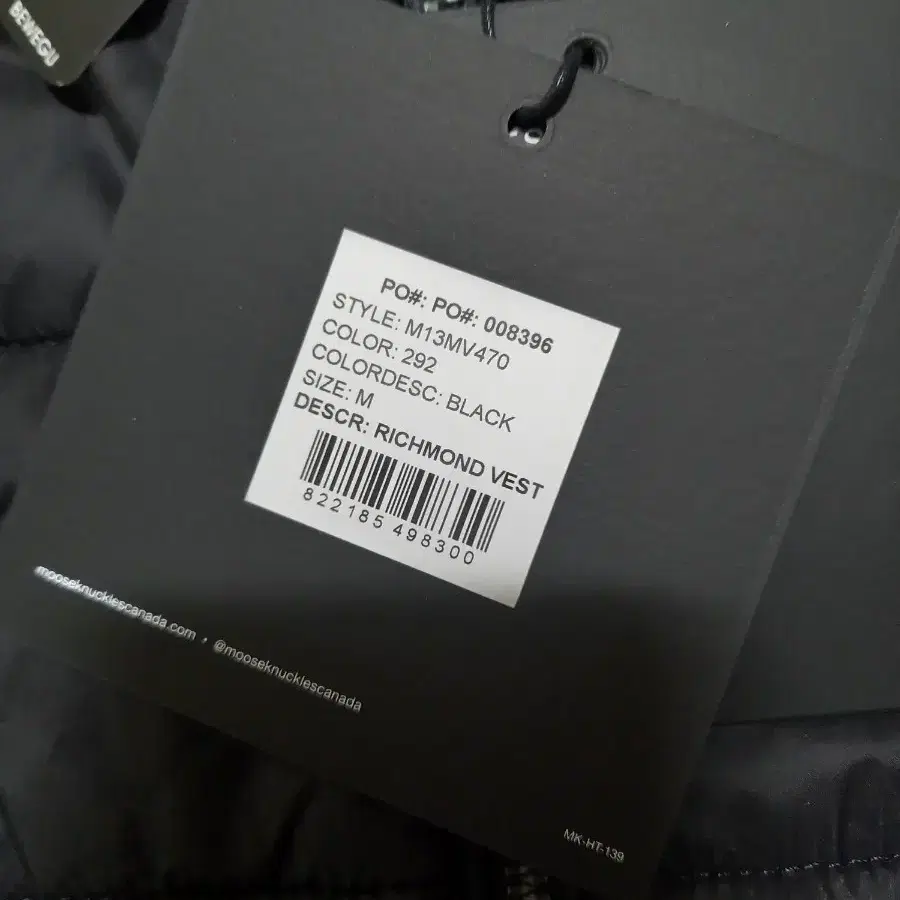 BEWEGU
PO#: PO#: 008396
STYLE: M13MV470
COLOR: 292
COLORDESC: BLACK
SIZE: M
DESCR: RICHMOND VEST
822185 498300
mooseknucklescanada.com , @mooseknucklescanada
MK-HT-139